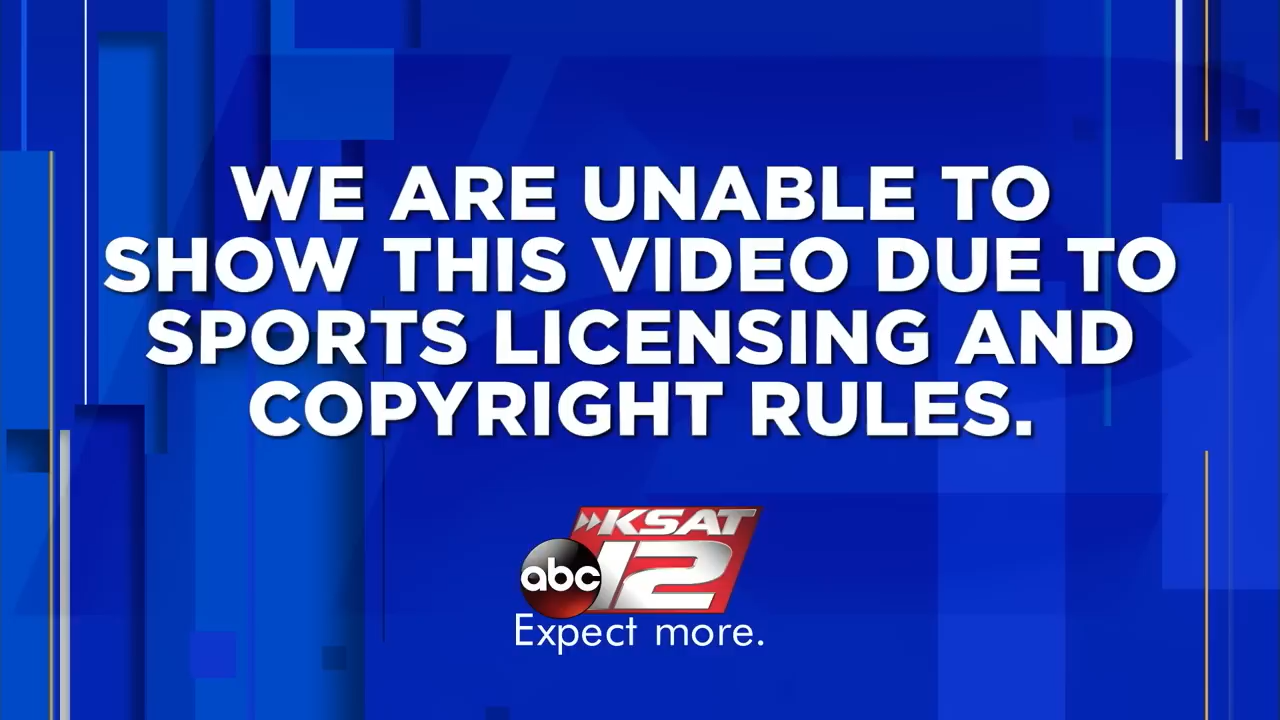 WE ARE UNABLE TO
SHOW THIS VIDEO DUE TO
SPORTS LICENSING AND
COPYRIGHT RULES.
KSAT
abc 12
Expect more.